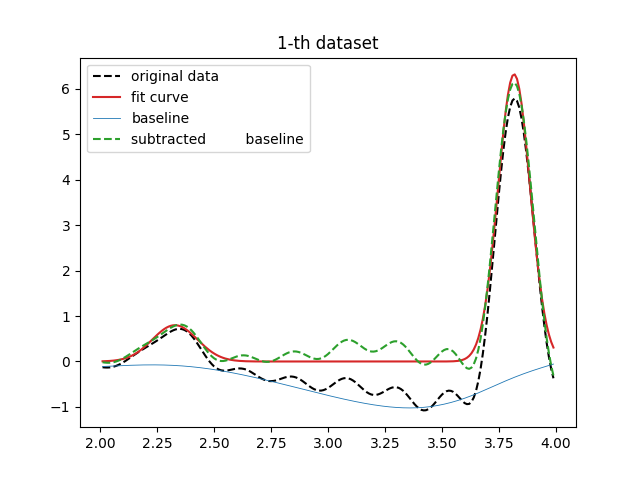 1-th dataset
original data
fit curve
baseline
subtracted baseline
6
5
4
3
2
1
0
−1
2.00 2.25 2.50 2.75 3.00 3.25 3.50 3.75 4.00